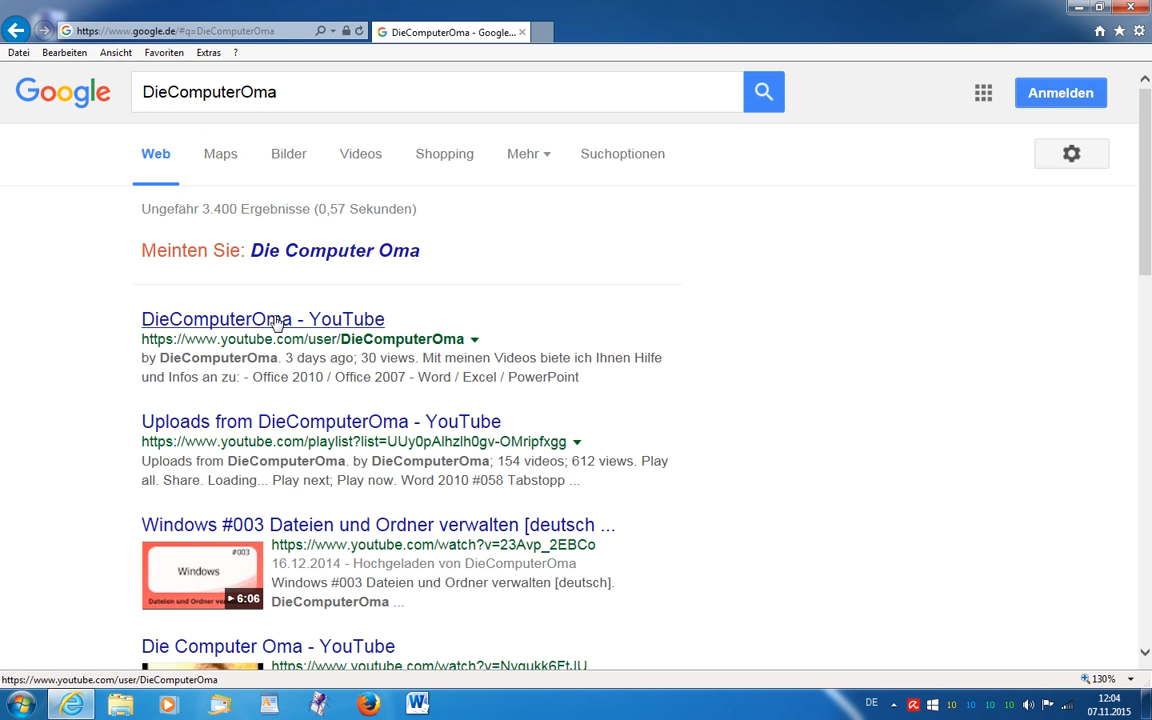 https://www.google.de/#q=DieComputerOma
DieComputerOma - Google...
Datei Bearbeiten Ansicht Favoriten Extras ?
Google DieComputerOma Anmelden
Web Maps Bilder Videos Shopping Mehr Suchoptionen
Ungefähr 3.400 Ergebnisse (0,57 Sekunden)
Meinten Sie: Die Computer Oma
DieComputerOma - YouTube
https://www.youtube.com/user/DieComputerOma
by DieComputerOma. 3 days ago; 30 views. Mit meinen Videos biete ich Ihnen Hilfe
und Infos an zu: - Office 2010 / Office 2007 - Word / Excel / PowerPoint
Uploads from DieComputerOma - YouTube
https://www.youtube.com/playlist?list=UUy0pAlhzlh0gv-OMripfxgg
Uploads from DieComputerOma. by DieComputerOma; 154 videos; 612 views. Play
all. Share. Loading... Play next; Play now. Word 2010 #058 Tabstopp ...
Windows #003 Dateien und Ordner verwalten [deutsch ...
#003
Windows
Dateien und Ordner
6:06
https://www.youtube.com/watch?v=23Avp_2EBCo
16.12.2014 - Hochgeladen von DieComputerOma
Windows #003 Dateien und Ordner verwalten [deutsch].
DieComputerOma ...
Die Computer Oma - YouTube
https://www.youtube.com/user/DieComputerOma
130%
DE 10 10 10 10 12:04
07.11.2015